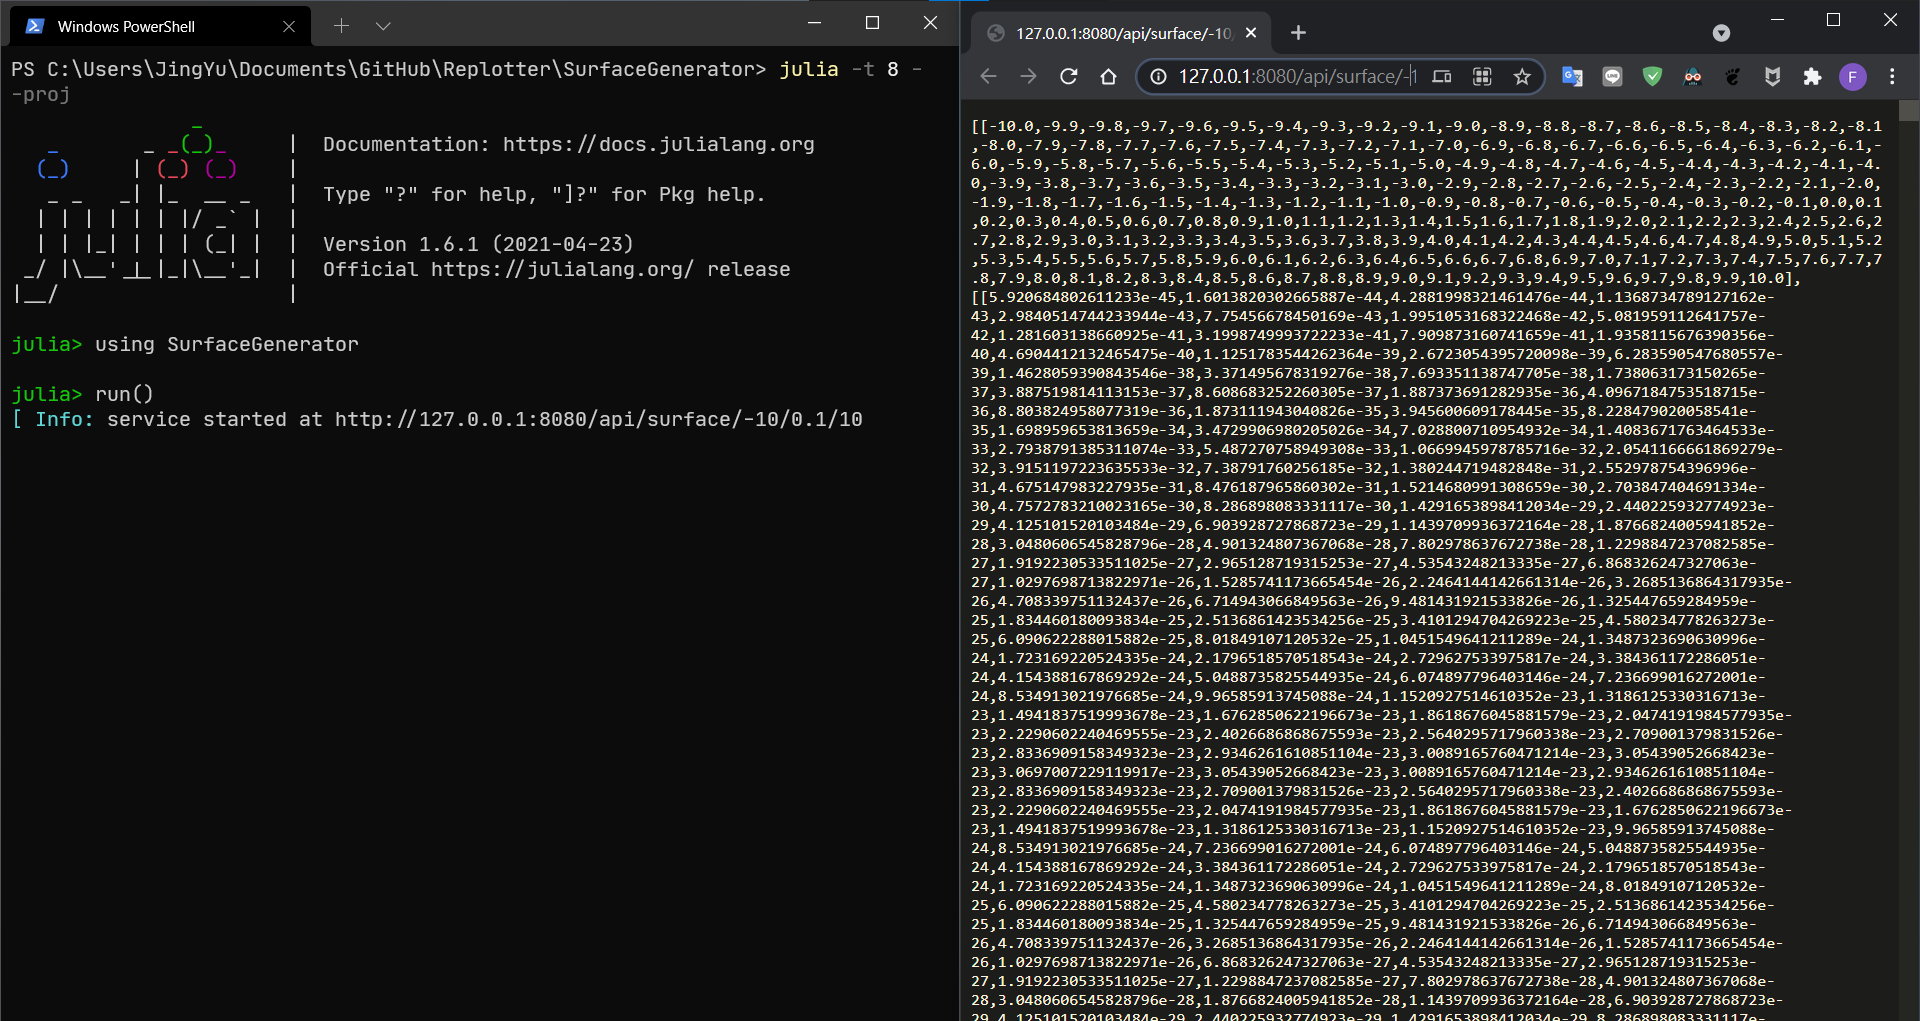 Windows PowerShell
PS C:\Users\JingYu\Documents\GitHub\Replotter\SurfaceGenerator> julia -t 8 -
-proj
Documentation: https://docs.julialang.org
Type "?" for help, "]?" for Pkg help.
Version 1.6.1 (2021-04-23)
Official https://julialang.org/ release
julia> using SurfaceGenerator
julia> run()
[ Info: service started at http://127.0.0.1:8080/api/surface/-10/0.1/10
127.0.0.1:8080/api/surface/-10/
127.0.0.1:8080/api/surface/-1
F
[[-10.0,-9.9,-9.8,-9.7,-9.6,-9.5,-9.4,-9.3,-9.2,-9.1,-9.0,-8.9,-8.8,-8.7,-8.6,-8.5,-8.4,-8.3,-8.2,-8.1
,-8.0,-7.9,-7.8,-7.7,-7.6,-7.5,-7.4,-7.3,-7.2,-7.1,-7.0,-6.9,-6.8,-6.7,-6.6,-6.5,-6.4,-6.3,-6.2,-6.1,-
6.0,-5.9,-5.8,-5.7,-5.6,-5.5,-5.4,-5.3,-5.2,-5.1,-5.0,-4.9,-4.8,-4.7,-4.6,-4.5,-4.4,-4.3,-4.2,-4.1,-4.
0,-3.9,-3.8,-3.7,-3.6,-3.5,-3.4,-3.3,-3.2,-3.1,-3.0,-2.9,-2.8,-2.7,-2.6,-2.5,-2.4,-2.3,-2.2,-2.1,-2.0,
-1.9,-1.8,-1.7,-1.6,-1.5,-1.4,-1.3,-1.2,-1.1,-1.0,-0.9,-0.8,-0.7,-0.6,-0.5,-0.4,-0.3,-0.2,-0.1,0.0,0.1
,0.2,0.3,0.4,0.5,0.6,0.7,0.8,0.9,1.0,1.1,1.2,1.3,1.4,1.5,1.6,1.7,1.8,1.9,2.0,2.1,2.2,2.3,2.4,2.5,2.6,2
.7,2.8,2.9,3.0,3.1,3.2,3.3,3.4,3.5,3.6,3.7,3.8,3.9,4.0,4.1,4.2,4.3,4.4,4.5,4.6,4.7,4.8,4.9,5.0,5.1,5.2
,5.3,5.4,5.5,5.6,5.7,5.8,5.9,6.0,6.1,6.2,6.3,6.4,6.5,6.6,6.7,6.8,6.9,7.0,7.1,7.2,7.3,7.4,7.5,7.6,7.7,7
.8,7.9,8.0,8.1,8.2,8.3,8.4,8.5,8.6,8.7,8.8,8.9,9.0,9.1,9.2,9.3,9.4,9.5,9.6,9.7,9.8,9.9,10.0],
[[5.920684802611233e-45,1.6013820302665887e-44,4.2881998321461476e-44,1.1368734789127162e-
43,2.9840514744233944e-43,7.75456678450169e-43,1.9951053168322468e-42,5.081959112641757e-
42,1.281603138660925e-41,3.1998749993722233e-41,7.909873160741659e-41,1.9358115676390356e-
40,4.6904412132465475e-40,1.1251783544262364e-39,2.6723054395720098e-39,6.283590547680557e-
39,1.4628059390843546e-38,3.371495678319276e-38,7.693351138747705e-38,1.738063173150265e-
37,3.887519814113153e-37,8.608683252260305e-37,1.887373691282935e-36,4.0967184753518715e-
36,8.803824958077319e-36,1.873111943040826e-35,3.945600609178445e-35,8.228479020058541e-
35,1.698959653813659e-34,3.4729906980205026e-34,7.028800710954932e-34,1.4083671763464533e-
33,2.7938791385311074e-33,5.487270758949308e-33,1.0669945978785716e-32,2.0541166661869279e-
32,3.9151197223635533e-32,7.38791760256185e-32,1.380244719482848e-31,2.552978754396996e-
31,4.675147983227935e-31,8.476187965860302e-31,1.5214680991308659e-30,2.703847404691334e-
30,4.7572783210023165e-30,8.286898083331117e-30,1.4291653898412034e-29,2.440225932774923e-
29,4.125101520103484e-29,6.903928727868723e-29,1.1439709936372164e-28,1.8766824005941852e-
28,3.0480606545828796e-28,4.901324807367068e-28,7.802978637672738e-28,1.2298847237082585e-
27,1.9192230533511025e-27,2.965128719315253e-27,4.53543248213335e-27,6.868326247327063e-
27,1.0297698713822971e-26,1.5285741173665454e-26,2.2464144142661314e-26,3.2685136864317935e-
26,4.708339751132437e-26,6.714943066849563e-26,9.481431921533826e-26,1.325447659284959e-
25,1.834460180093834e-25,2.5136861423534256e-25,3.4101294704269223e-25,4.580234778263273e-
25,6.090622288015882e-25,8.01849107120532e-25,1.0451549641211289e-24,1.3487323690630996e-
24,1.723169220524335e-24,2.1796518570518543e-24,2.729627533975817e-24,3.384361172286051e-
24,4.154388167869292e-24,5.0488735825544935e-24,6.074897796403146e-24,7.236699016272001e-
24,8.534913021976685e-24,9.96585913745088e-24,1.1520927514610352e-23,1.3186125330316713e-
23,1.4941837519993678e-23,1.6762850622196673e-23,1.8618676045881579e-23,2.0474191984577935e-
23,2.2290602240469555e-23,2.4026686868675593e-23,2.5640295717960338e-23,2.709001379831526e-
23,2.8336909158349323e-23,2.9346261610851104e-23,3.0089165760471214e-23,3.05439052668423e-
23,3.0697007229119917e-23,3.05439052668423e-23,3.0089165760471214e-23,2.9346261610851104e-
23,2.8336909158349323e-23,2.709001379831526e-23,2.5640295717960338e-23,2.4026686868675593e-
23,2.2290602240469555e-23,2.0474191984577935e-23,1.8618676045881579e-23,1.6762850622196673e-
23,1.4941837519993678e-23,1.3186125330316713e-23,1.1520927514610352e-23,9.96585913745088e-
24,8.534913021976685e-24,7.236699016272001e-24,6.074897796403146e-24,5.0488735825544935e-
24,4.154388167869292e-24,3.384361172286051e-24,2.729627533975817e-24,2.1796518570518543e-
24,1.723169220524335e-24,1.3487323690630996e-24,1.0451549641211289e-24,8.01849107120532e-
25,6.090622288015882e-25,4.580234778263273e-25,3.4101294704269223e-25,2.5136861423534256e-
25,1.834460180093834e-25,1.325447659284959e-25,9.481431921533826e-26,6.714943066849563e-
26,4.708339751132437e-26,3.2685136864317935e-26,2.2464144142661314e-26,1.5285741173665454e-
26,1.0297698713822971e-26,6.868326247327063e-27,4.53543248213335e-27,2.965128719315253e-
27,1.9192230533511025e-27,1.2298847237082585e-27,7.802978637672738e-28,4.901324807367068e-
28,3.0480606545828796e-28,1.8766824005941852e-28,1.1439709936372164e-28,6.903928727868723e-
29,4.125101520103484e-29,2.440225932774923e-29,1.4291653898412034e-29,8.286898083331117e-